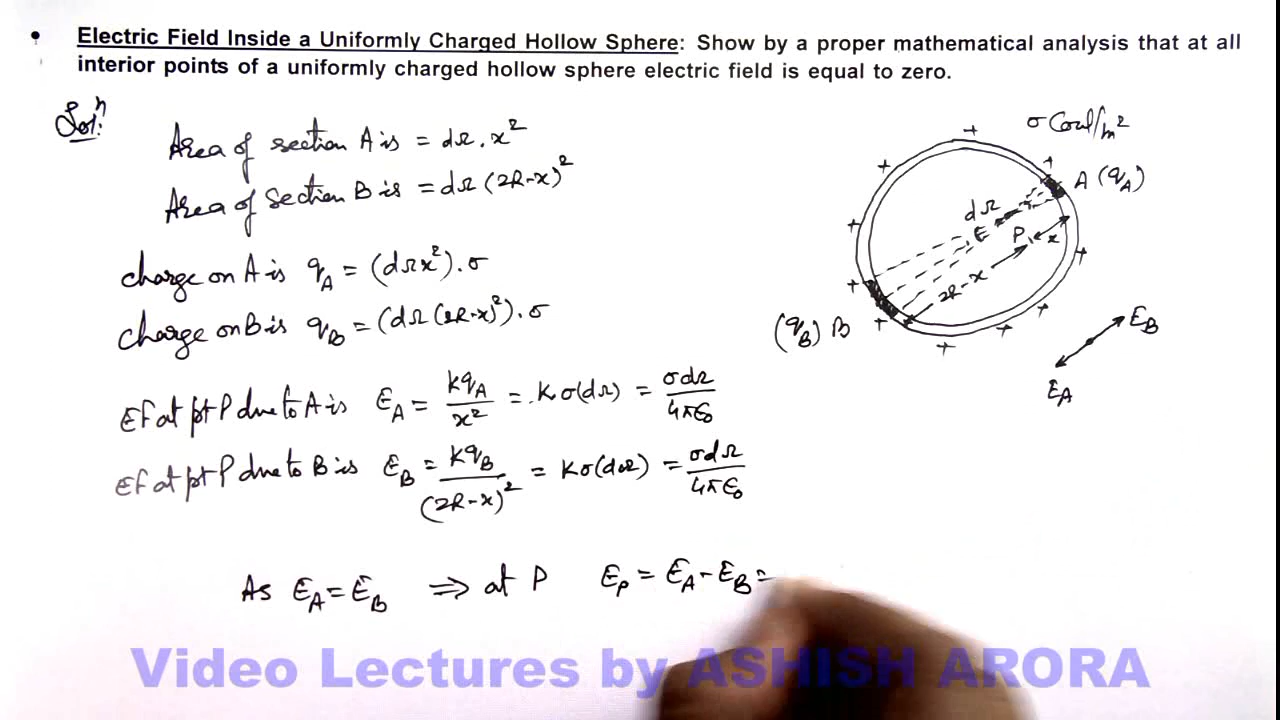 • Electric Field Inside a Uniformly Charged Hollow Sphere: Show by a proper mathematical analysis that at all
interior points of a uniformly charged hollow sphere electric field is equal to zero.
Solⁿ:
Area of section A is = dΩ.x²
Area of section B is = dΩ(2R-x)²
charge on A is q_A = (dΩx²).σ
charge on B is q_B = (dΩ(2R-x)²).σ
EF at pt P due to A is E_A = kq_A/x² = kσ(dΩ) = σdΩ/4πε₀
EF at pt P due to B is E_B = kq_B/(2R-x)² = kσ(dΩ) = σdΩ/4πε₀
As E_A = E_B ⟹ at P E_P = E_A - E_B =
σ Coul/m²
A (q_A)
dΩ
P
x
2R-x
(q_B) B
E_B
E_A
Video Lectures by ASHISH ARORA